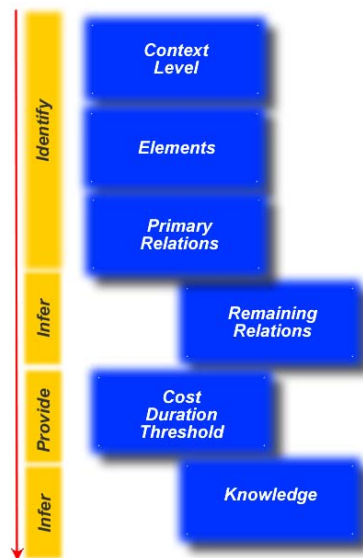 Identify
Context
Level
Elements
Primary
Relations
Infer
Remaining
Relations
Provide
Cost
Duration
Threshold
Infer
Knowledge